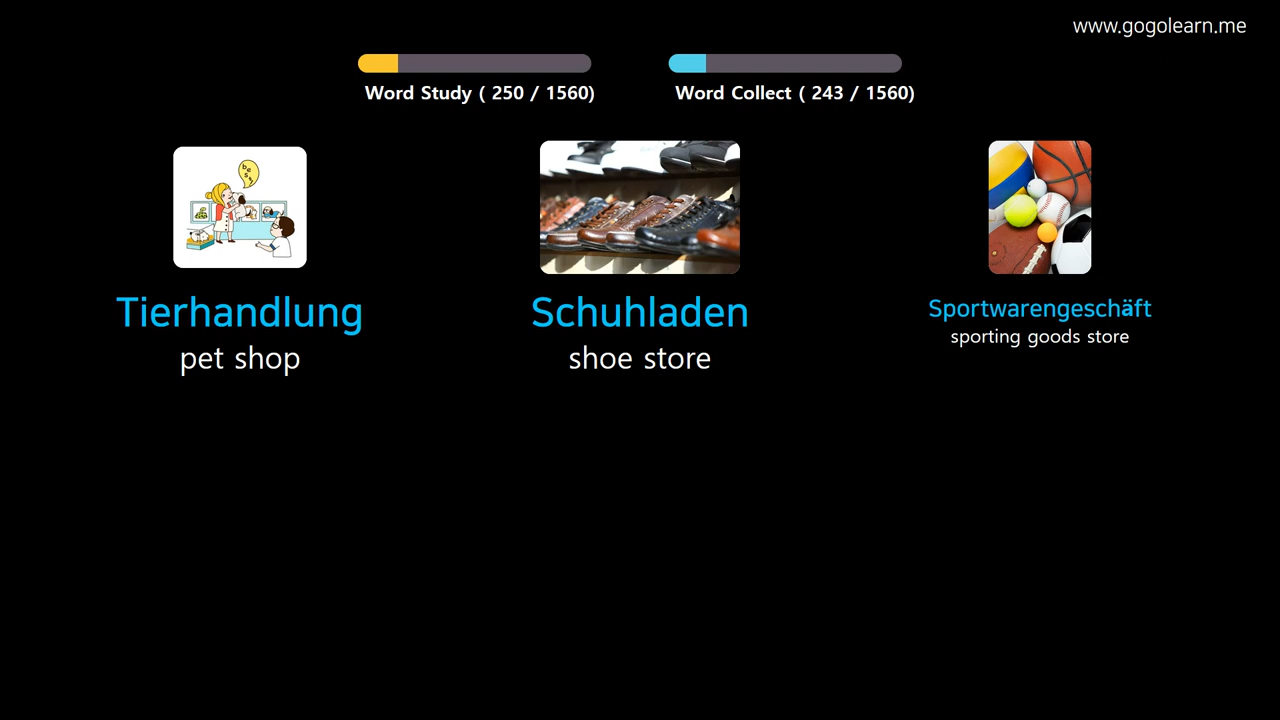 www.gogolearn.me
Word Study ( 250 / 1560)
Word Collect ( 243 / 1560)
Tierhandlung
pet shop
Schuhladen
shoe store
Sportwarengeschäft
sporting goods store